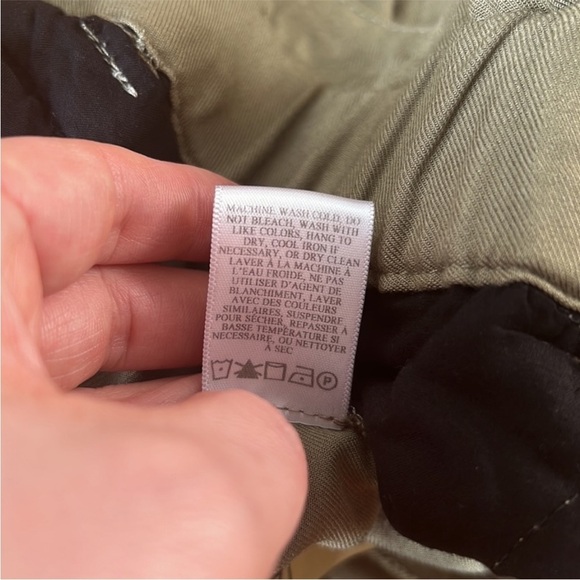 MACHINE WASH COLD, DO
NOT BLEACH, WASH WITH
LIKE COLORS, HANG TO
DRY, COOL IRON IF
NECESSARY, OR DRY CLEAN
LAVER À LA MACHINE À
L'EAU FROIDE, NE PAS
UTILISER D'AGENT DE
BLANCHIMENT, LAVER
AVEC DES COULEURS
SIMILAIRES, SUSPENDRE
POUR SÉCHER, REPASSER À
BASSE TEMPÉRATURE SI
NÉCESSAIRE, OU NETTOYER
À SEC
P